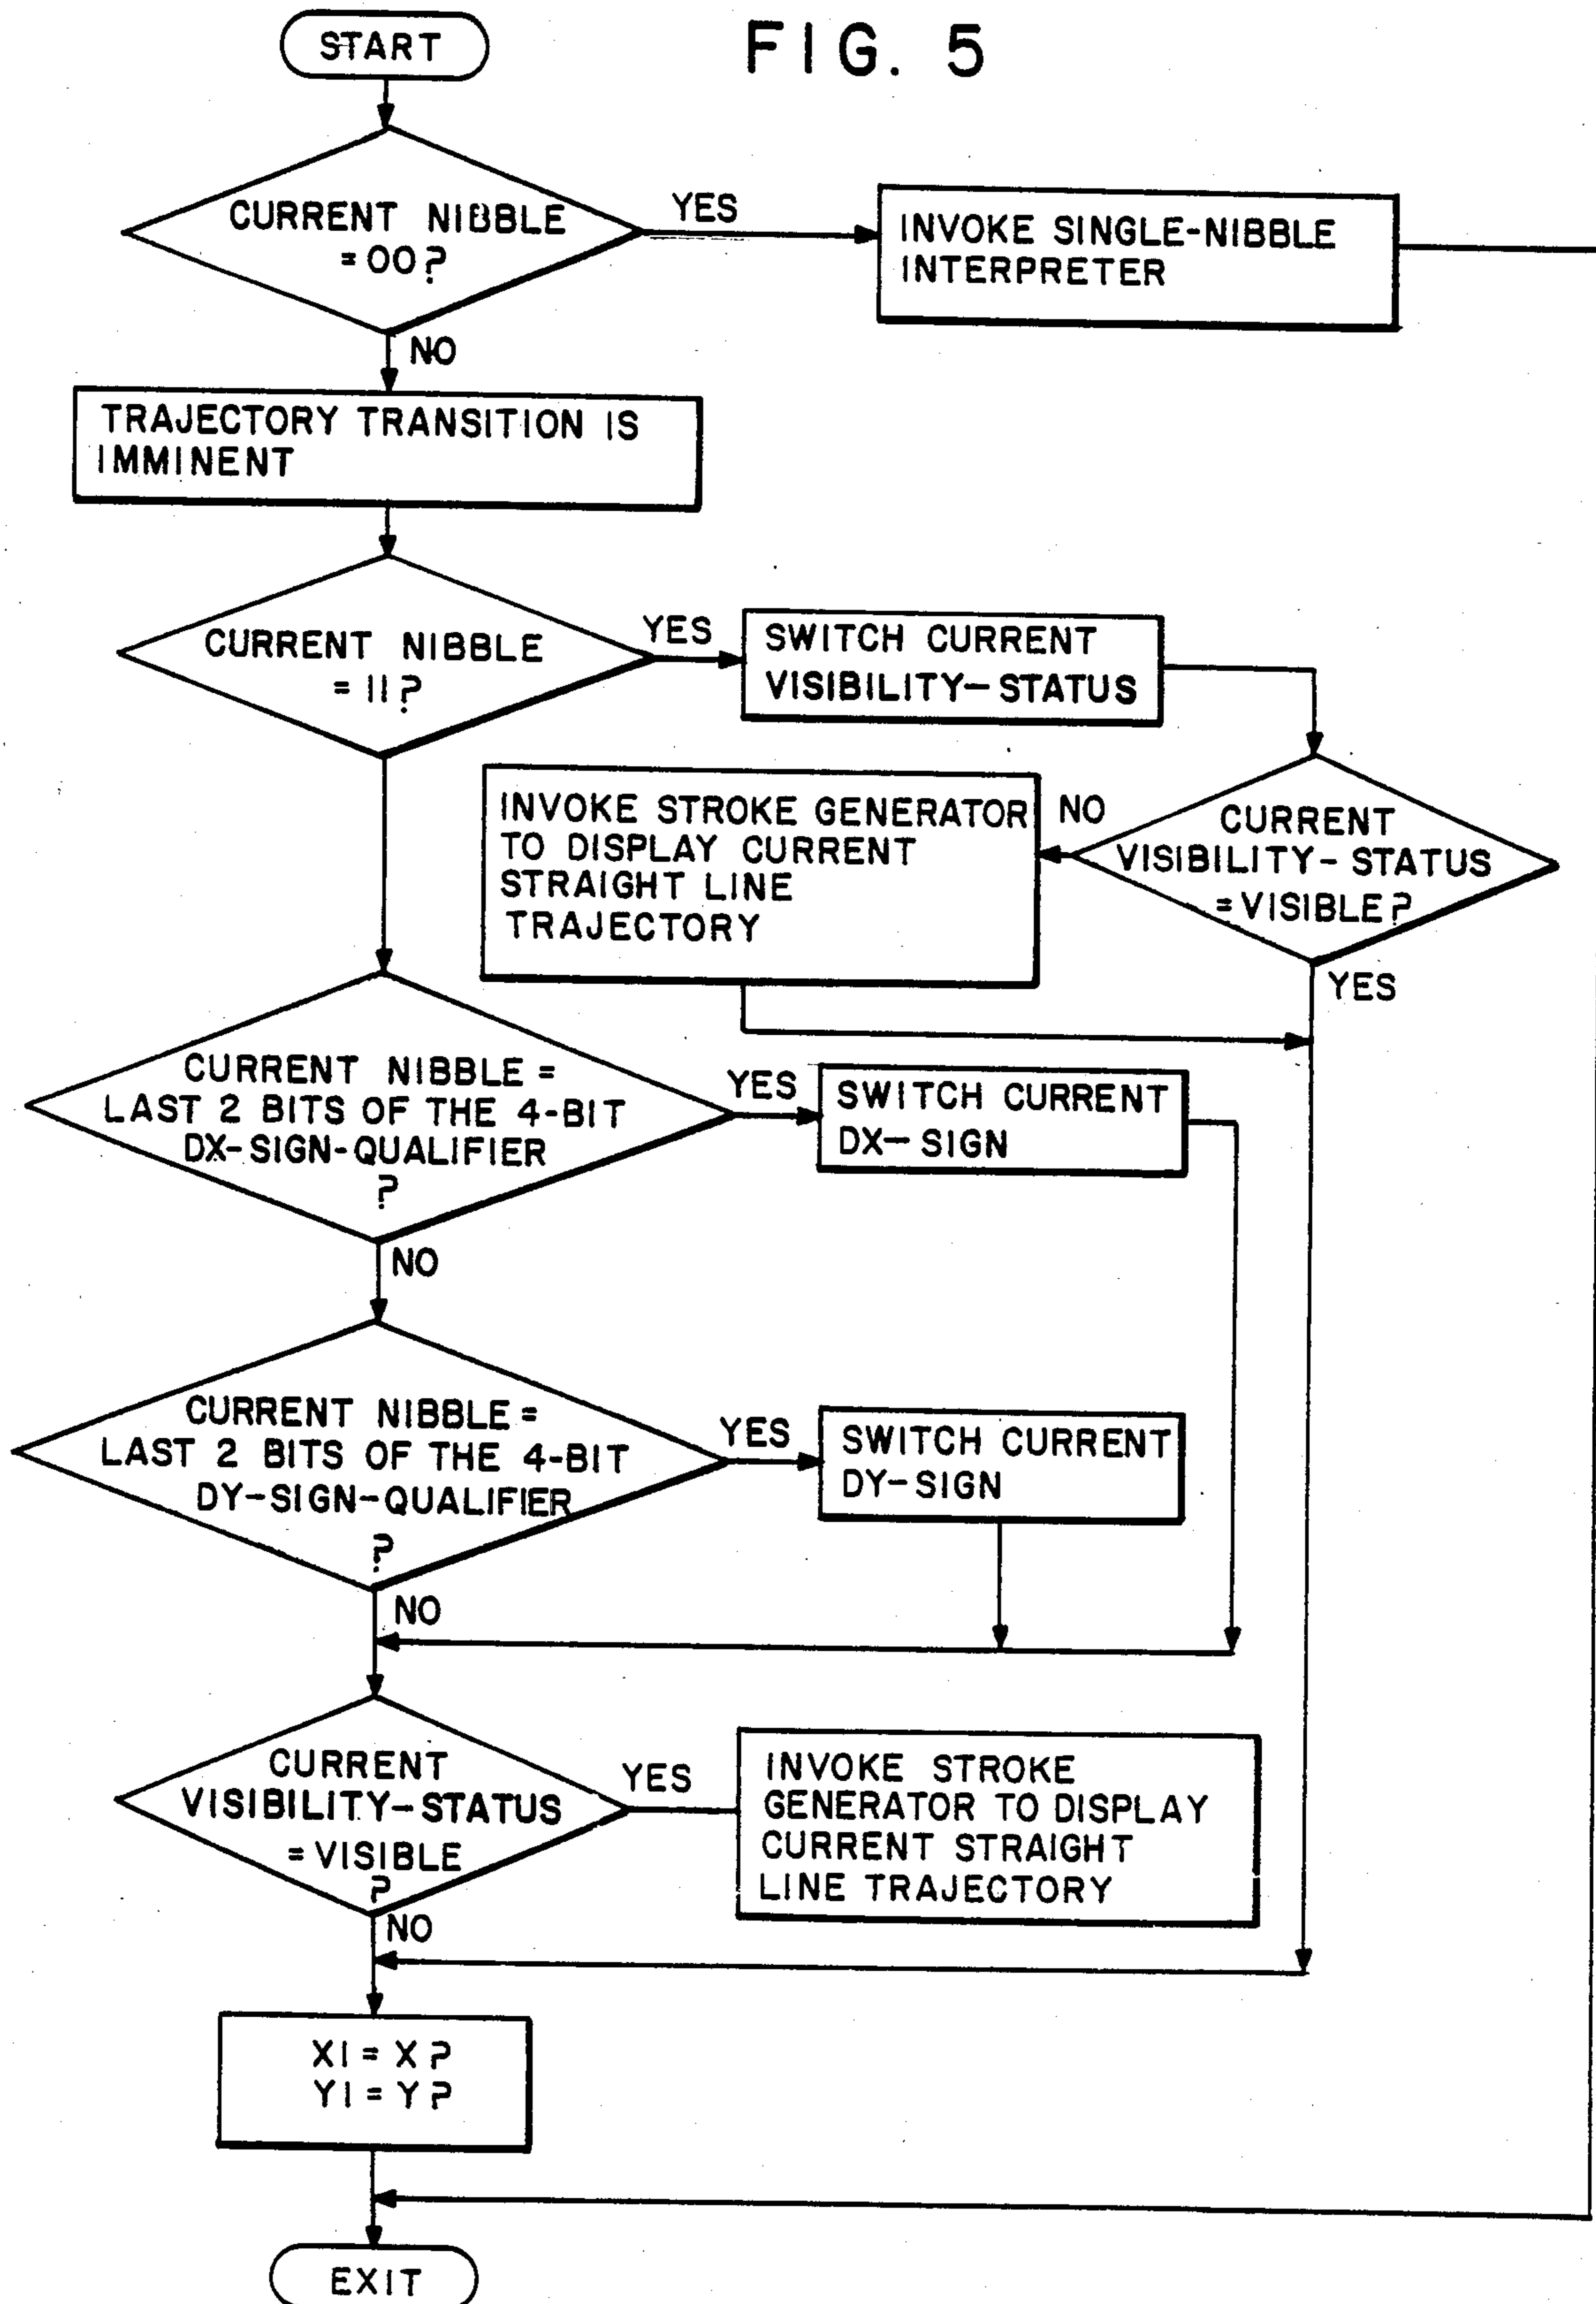 FIG. 5
START
CURRENT NIBBLE
=00?
YES
INVOKE SINGLE-NIBBLE
INTERPRETER
NO
TRAJECTORY TRANSITION IS
IMMINENT
CURRENT NIBBLE
=11?
YES
SWITCH CURRENT
VISIBILITY-STATUS
CURRENT
VISIBILITY-STATUS
=VISIBLE?
NO
INVOKE STROKE GENERATOR
TO DISPLAY CURRENT
STRAIGHT LINE
TRAJECTORY
YES
CURRENT NIBBLE =
LAST 2 BITS OF THE 4-BIT
DX-SIGN-QUALIFIER
?
YES
SWITCH CURRENT
DX-SIGN
NO
CURRENT NIBBLE =
LAST 2 BITS OF THE 4-BIT
DY-SIGN-QUALIFIER
?
YES
SWITCH CURRENT
DY-SIGN
NO
CURRENT
VISIBILITY-STATUS
=VISIBLE
?
YES
INVOKE STROKE
GENERATOR TO DISPLAY
CURRENT STRAIGHT
LINE TRAJECTORY
NO
X1 = X?
Y1 = Y?
EXIT